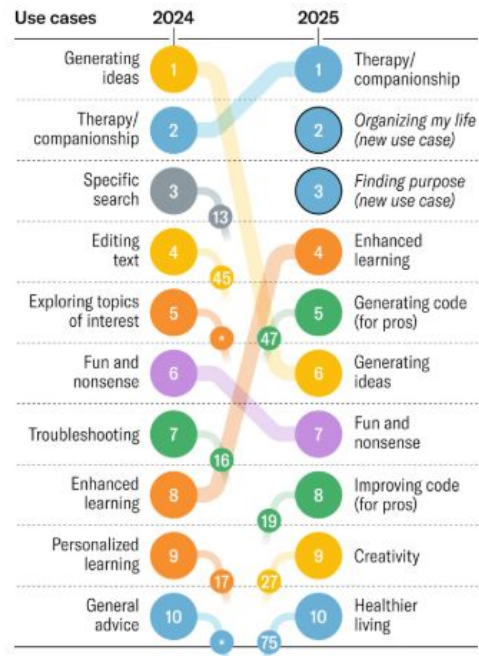 Use cases 2024 2025
Generating
ideas
1
1
Therapy/
companionship
Therapy/
companionship
2
2
Organizing my life
(new use case)
Specific
search
3
13
3
Finding purpose
(new use case)
Editing
text
4
45
4
Enhanced
learning
Exploring topics
of interest
5
*
47
5
Generating code
(for pros)
Fun and
nonsense
6
6
Generating
ideas
Troubleshooting
7
16
7
Fun and
nonsense
Enhanced
learning
8
19
8
Improving code
(for pros)
Personalized
learning
9
17
27
9
Creativity
General
advice
10
*
75
10
Healthier
living